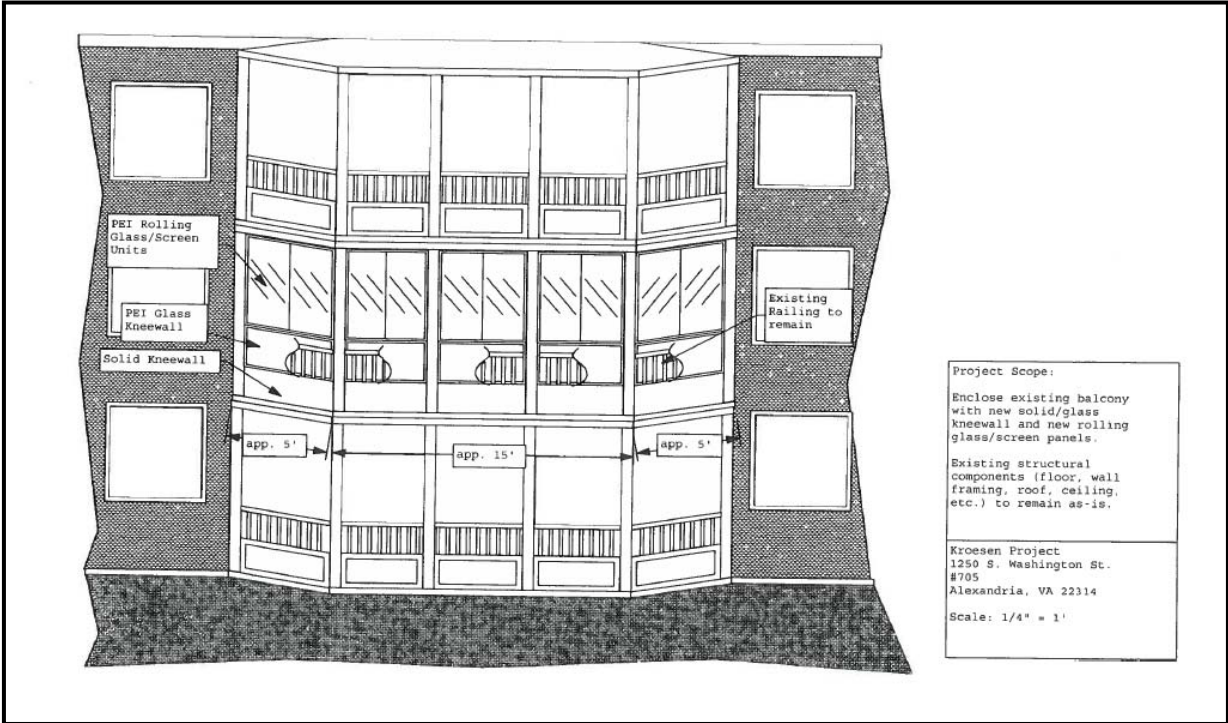 PEI Rolling
Glass/Screen
Units
PEI Glass
Kneewall
Solid Kneewall
Existing
Railing to
remain
app. 5'
app. 15'
app. 5'
Project Scope:
Enclose existing balcony
with new solid/glass
kneewall and new rolling
glass/screen panels.
Existing structural
components (floor, wall
framing, roof, ceiling,
etc.) to remain as-is.
Kroesen Project
1250 S. Washington St.
#705
Alexandria, VA 22314
Scale: 1/4" = 1'